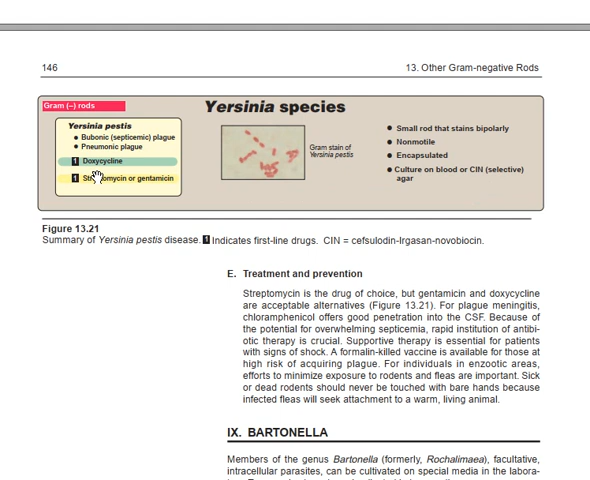 146
13. Other Gram-negative Rods
Gram (–) rods
Yersinia species
Yersinia pestis
● Bubonic (septicemic) plague
● Pneumonic plague
1 Doxycycline
1 or gentamicin
Gram stain of
Yersinia pestis
● Small rod that stains bipolarly
● Nonmotile
● Encapsulated
● Culture on blood or CIN (selective)
agar
Figure 13.21
Summary of Yersinia pestis disease. 1 Indicates first-line drugs. CIN = cefsulodin-Irgasan-novobiocin.
E. Treatment and prevention
Streptomycin is the drug of choice, but gentamicin and doxycycline
are acceptable alternatives (Figure 13.21). For plague meningitis,
chloramphenicol offers good penetration into the CSF. Because of
the potential for overwhelming septicemia, rapid institution of antibi-
otic therapy is crucial. Supportive therapy is essential for patients
with signs of shock. A formalin-killed vaccine is available for those at
high risk of acquiring plague. For individuals in enzootic areas,
efforts to minimize exposure to rodents and fleas are important. Sick
or dead rodents should never be touched with bare hands because
infected fleas will seek attachment to a warm, living animal.
IX. BARTONELLA
Members of the genus Bartonella (formerly, Rochalimaea), facultative,
intracellular parasites, can be cultivated on special media in the labora-